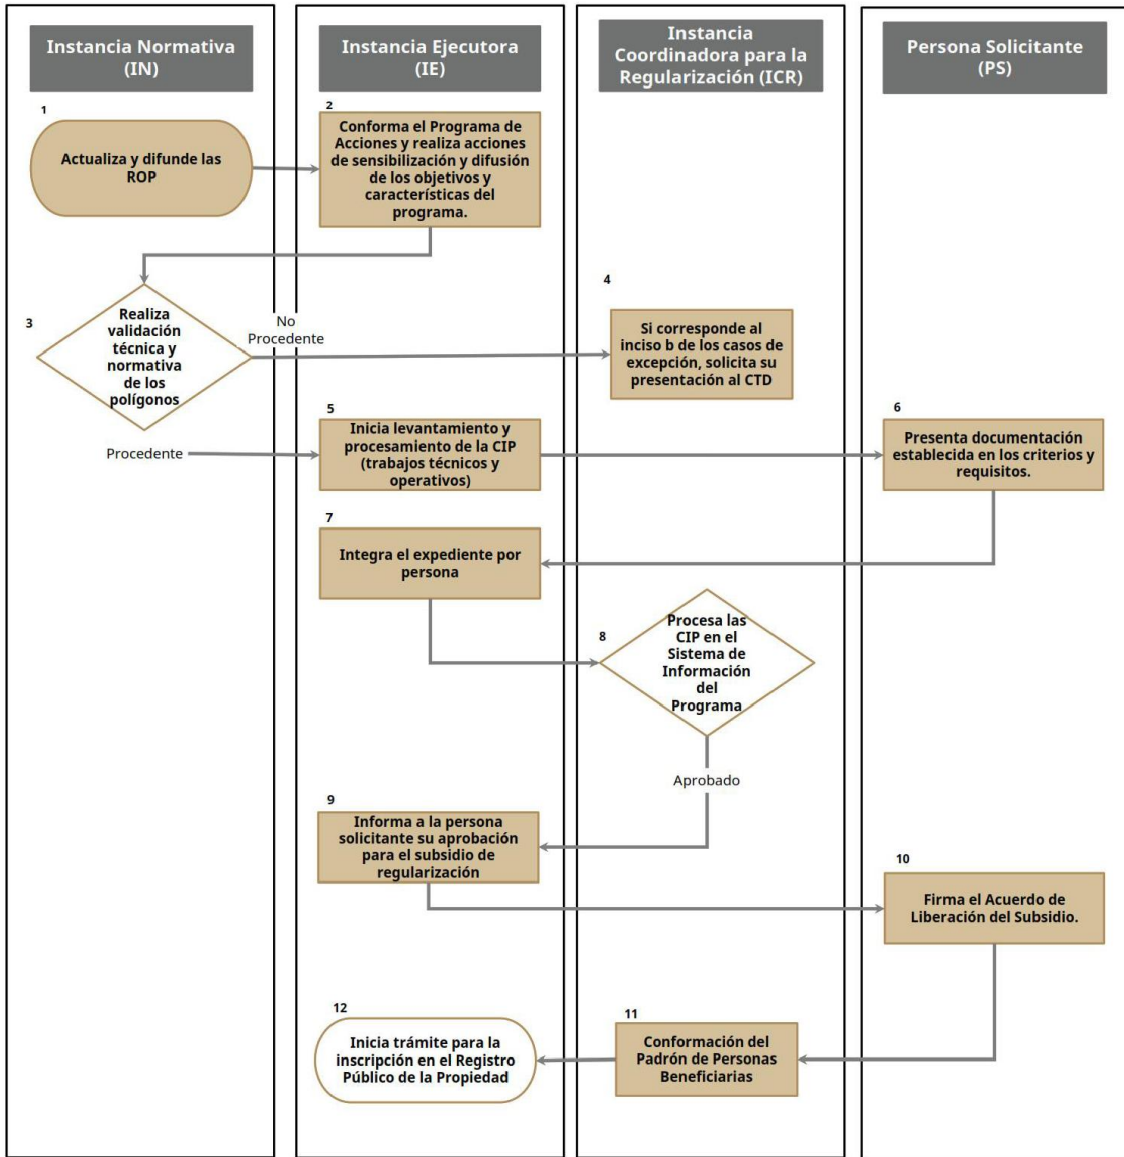 Instancia Normativa
(IN)
Instancia Ejecutora
(IE)
Instancia
Coordinadora para la
Regularización (ICR)
Persona Solicitante
(PS)
1
Actualiza y difunde las
ROP
2
Conforma el Programa de
Acciones y realiza acciones
de sensibilización y difusión
de los objetivos y
características del
programa.
3
Realiza
validación
técnica y
normativa
de los
polígonos
No
Procedente
4
Si corresponde al
inciso b de los casos de
excepción, solicita su
presentación al CTD
Procedente
5
Inicia levantamiento y
procesamiento de la CIP
(trabajos técnicos y
operativos)
6
Presenta documentación
establecida en los criterios y
requisitos.
7
Integra el expediente por
persona
8
Procesa las
CIP en el
Sistema de
Información
del
Programa
Aprobado
9
Informa a la persona
solicitante su aprobación
para el subsidio de
regularización
10
Firma el Acuerdo de
Liberación del Subsidio.
11
Conformación del
Padrón de Personas
Beneficiarias
12
Inicia trámite para la
inscripción en el Registro
Público de la Propiedad